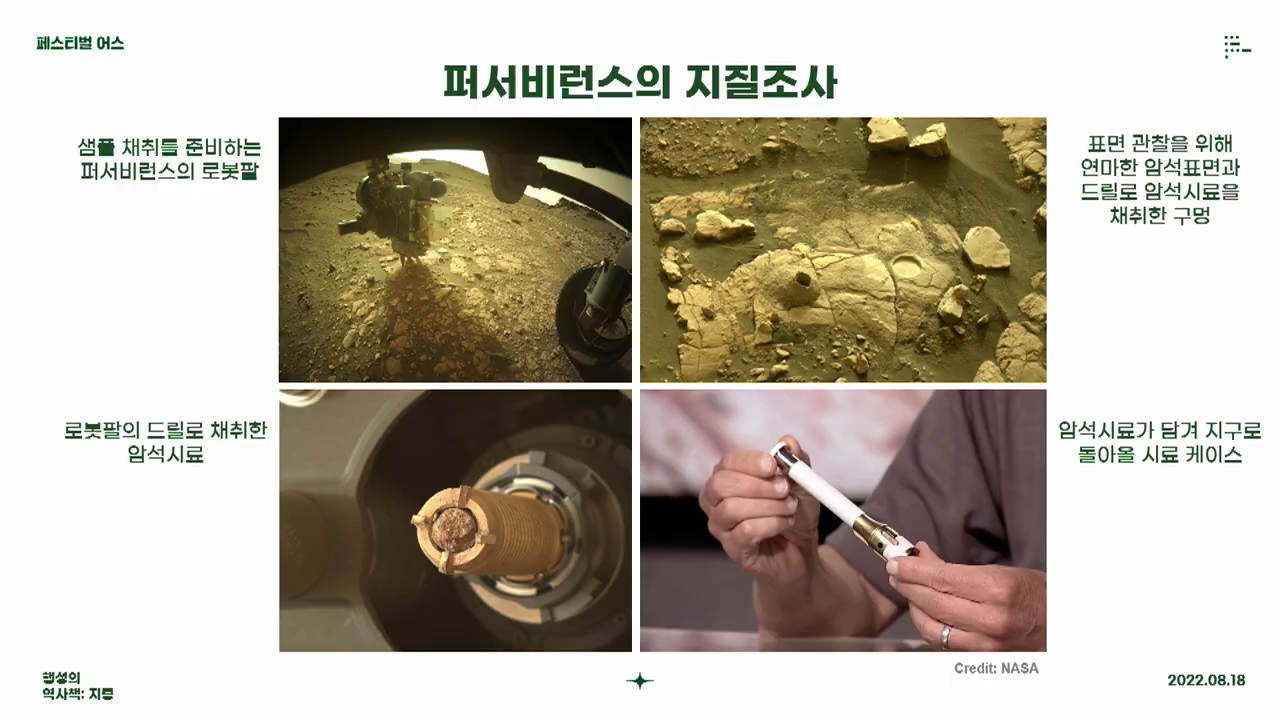 페스티벌 어스
퍼서비런스의 지질조사
샘플 채취를 준비하는
퍼서비런스의 로봇팔
표면 관찰을 위해
연마한 암석표면과
드릴로 암석시료을
채취한 구멍
로봇팔의 드릴로 채취한
암석시료
암석시료가 담겨 지구로
돌아올 시료 케이스
Credit: NASA
행성의
역사책: 지층
2022.08.18